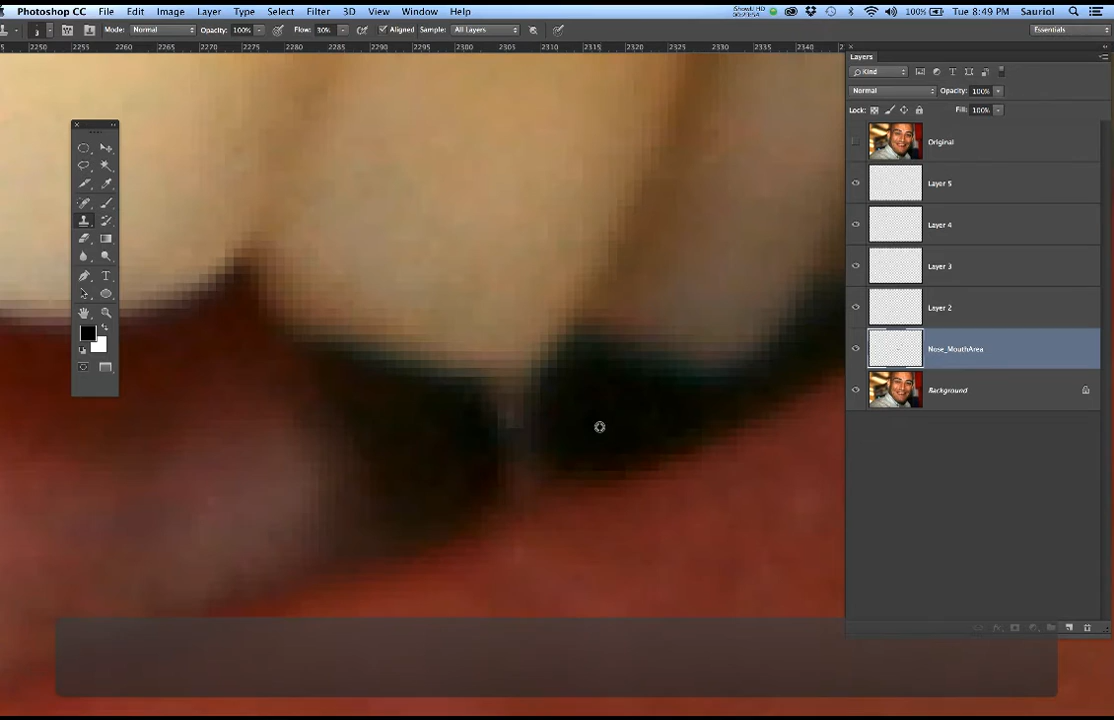 Photoshop CC File Edit Image Layer Type Select Filter 3D View Window Help iShowU HD 100% Tue 8:49 PM Sauriol
Mode: Normal Opacity: 100% Flow: 30% Aligned Sample: All Layers Essentials
2250 2255 2260 2265 2270 2275 2280 2285 2290 2295 2300 2305 2310 2315 2320 2325 2330 2335 2340
Layers
Kind
Normal Opacity: 100%
Lock: Fill: 100%
Original
Layer 5
Layer 4
Layer 3
Layer 2
Nose_MouthArea
Background